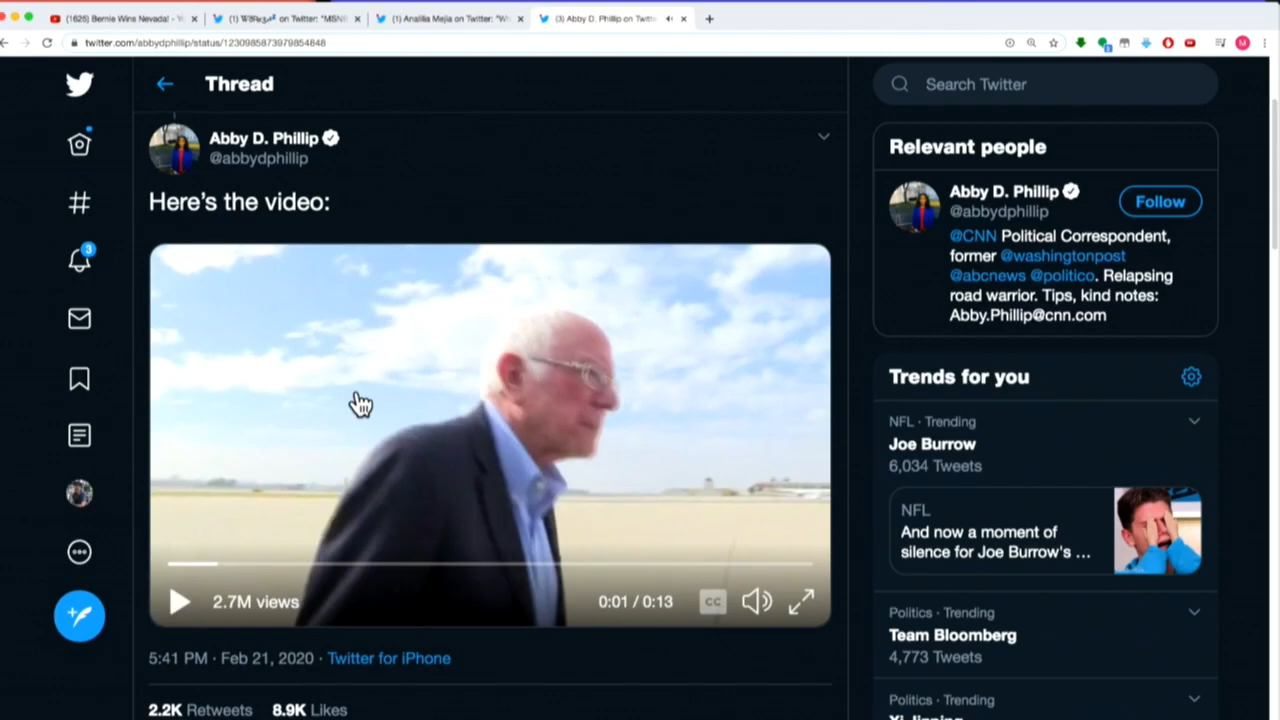 (1625) Bernie Wins Nevada! - Y
(1) on Twitter: "MSNB
(1) Analilia Mejia on Twitter: "Wh
(3) Abby D. Phillip on Twitte
twitter.com/abbydphillip/status/1230985873979854848
M
Thread
Search Twitter
Abby D. Phillip
@abbydphillip
Here's the video:
2.7M views
0:01 / 0:13
CC
5:41 PM · Feb 21, 2020 · Twitter for iPhone
2.2K Retweets 8.9K Likes
3
Relevant people
Abby D. Phillip
@abbydphillip
Follow
@CNN Political Correspondent,
former @washingtonpost
@abcnews @politico. Relapsing
road warrior. Tips, kind notes:
Abby.Phillip@cnn.com
Trends for you
NFL · Trending
Joe Burrow
6,034 Tweets
NFL
And now a moment of
silence for Joe Burrow's ...
Politics · Trending
Team Bloomberg
4,773 Tweets
Politics · Trending